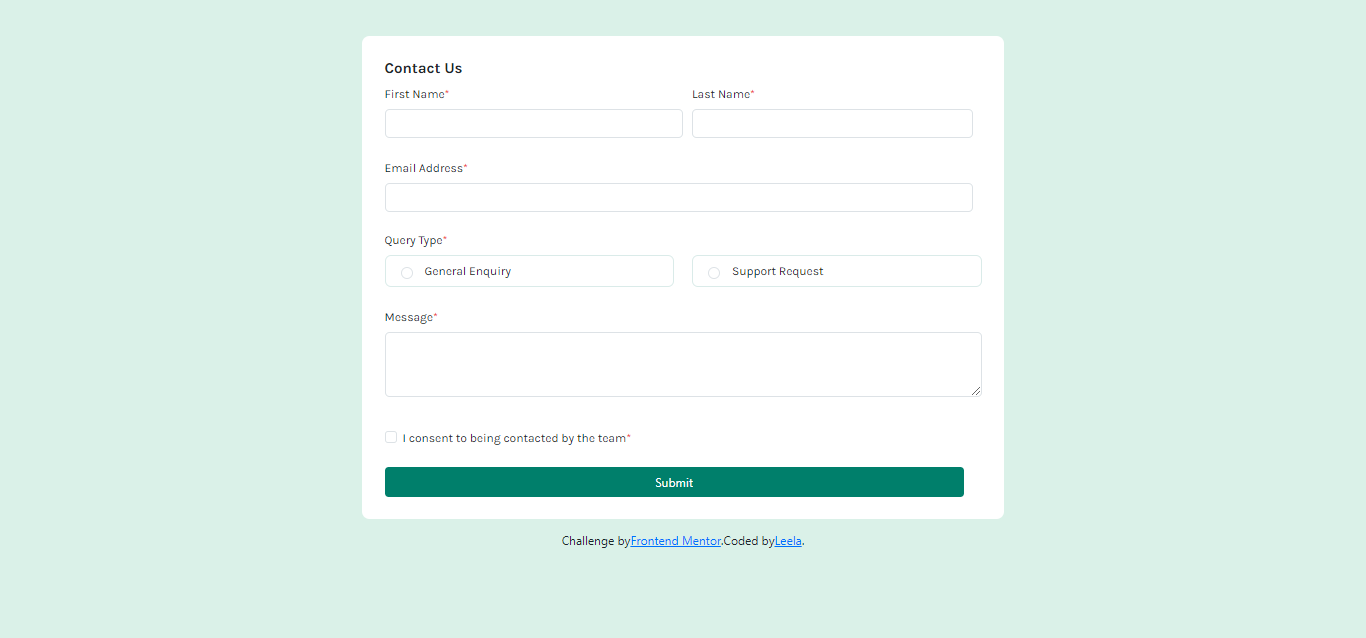 Contact Us
First Name* Last Name*
Email Address*
Query Type*
General Enquiry Support Request
Message*
I consent to being contacted by the team*
Submit
Challenge byFrontend Mentor.Coded byLeela.